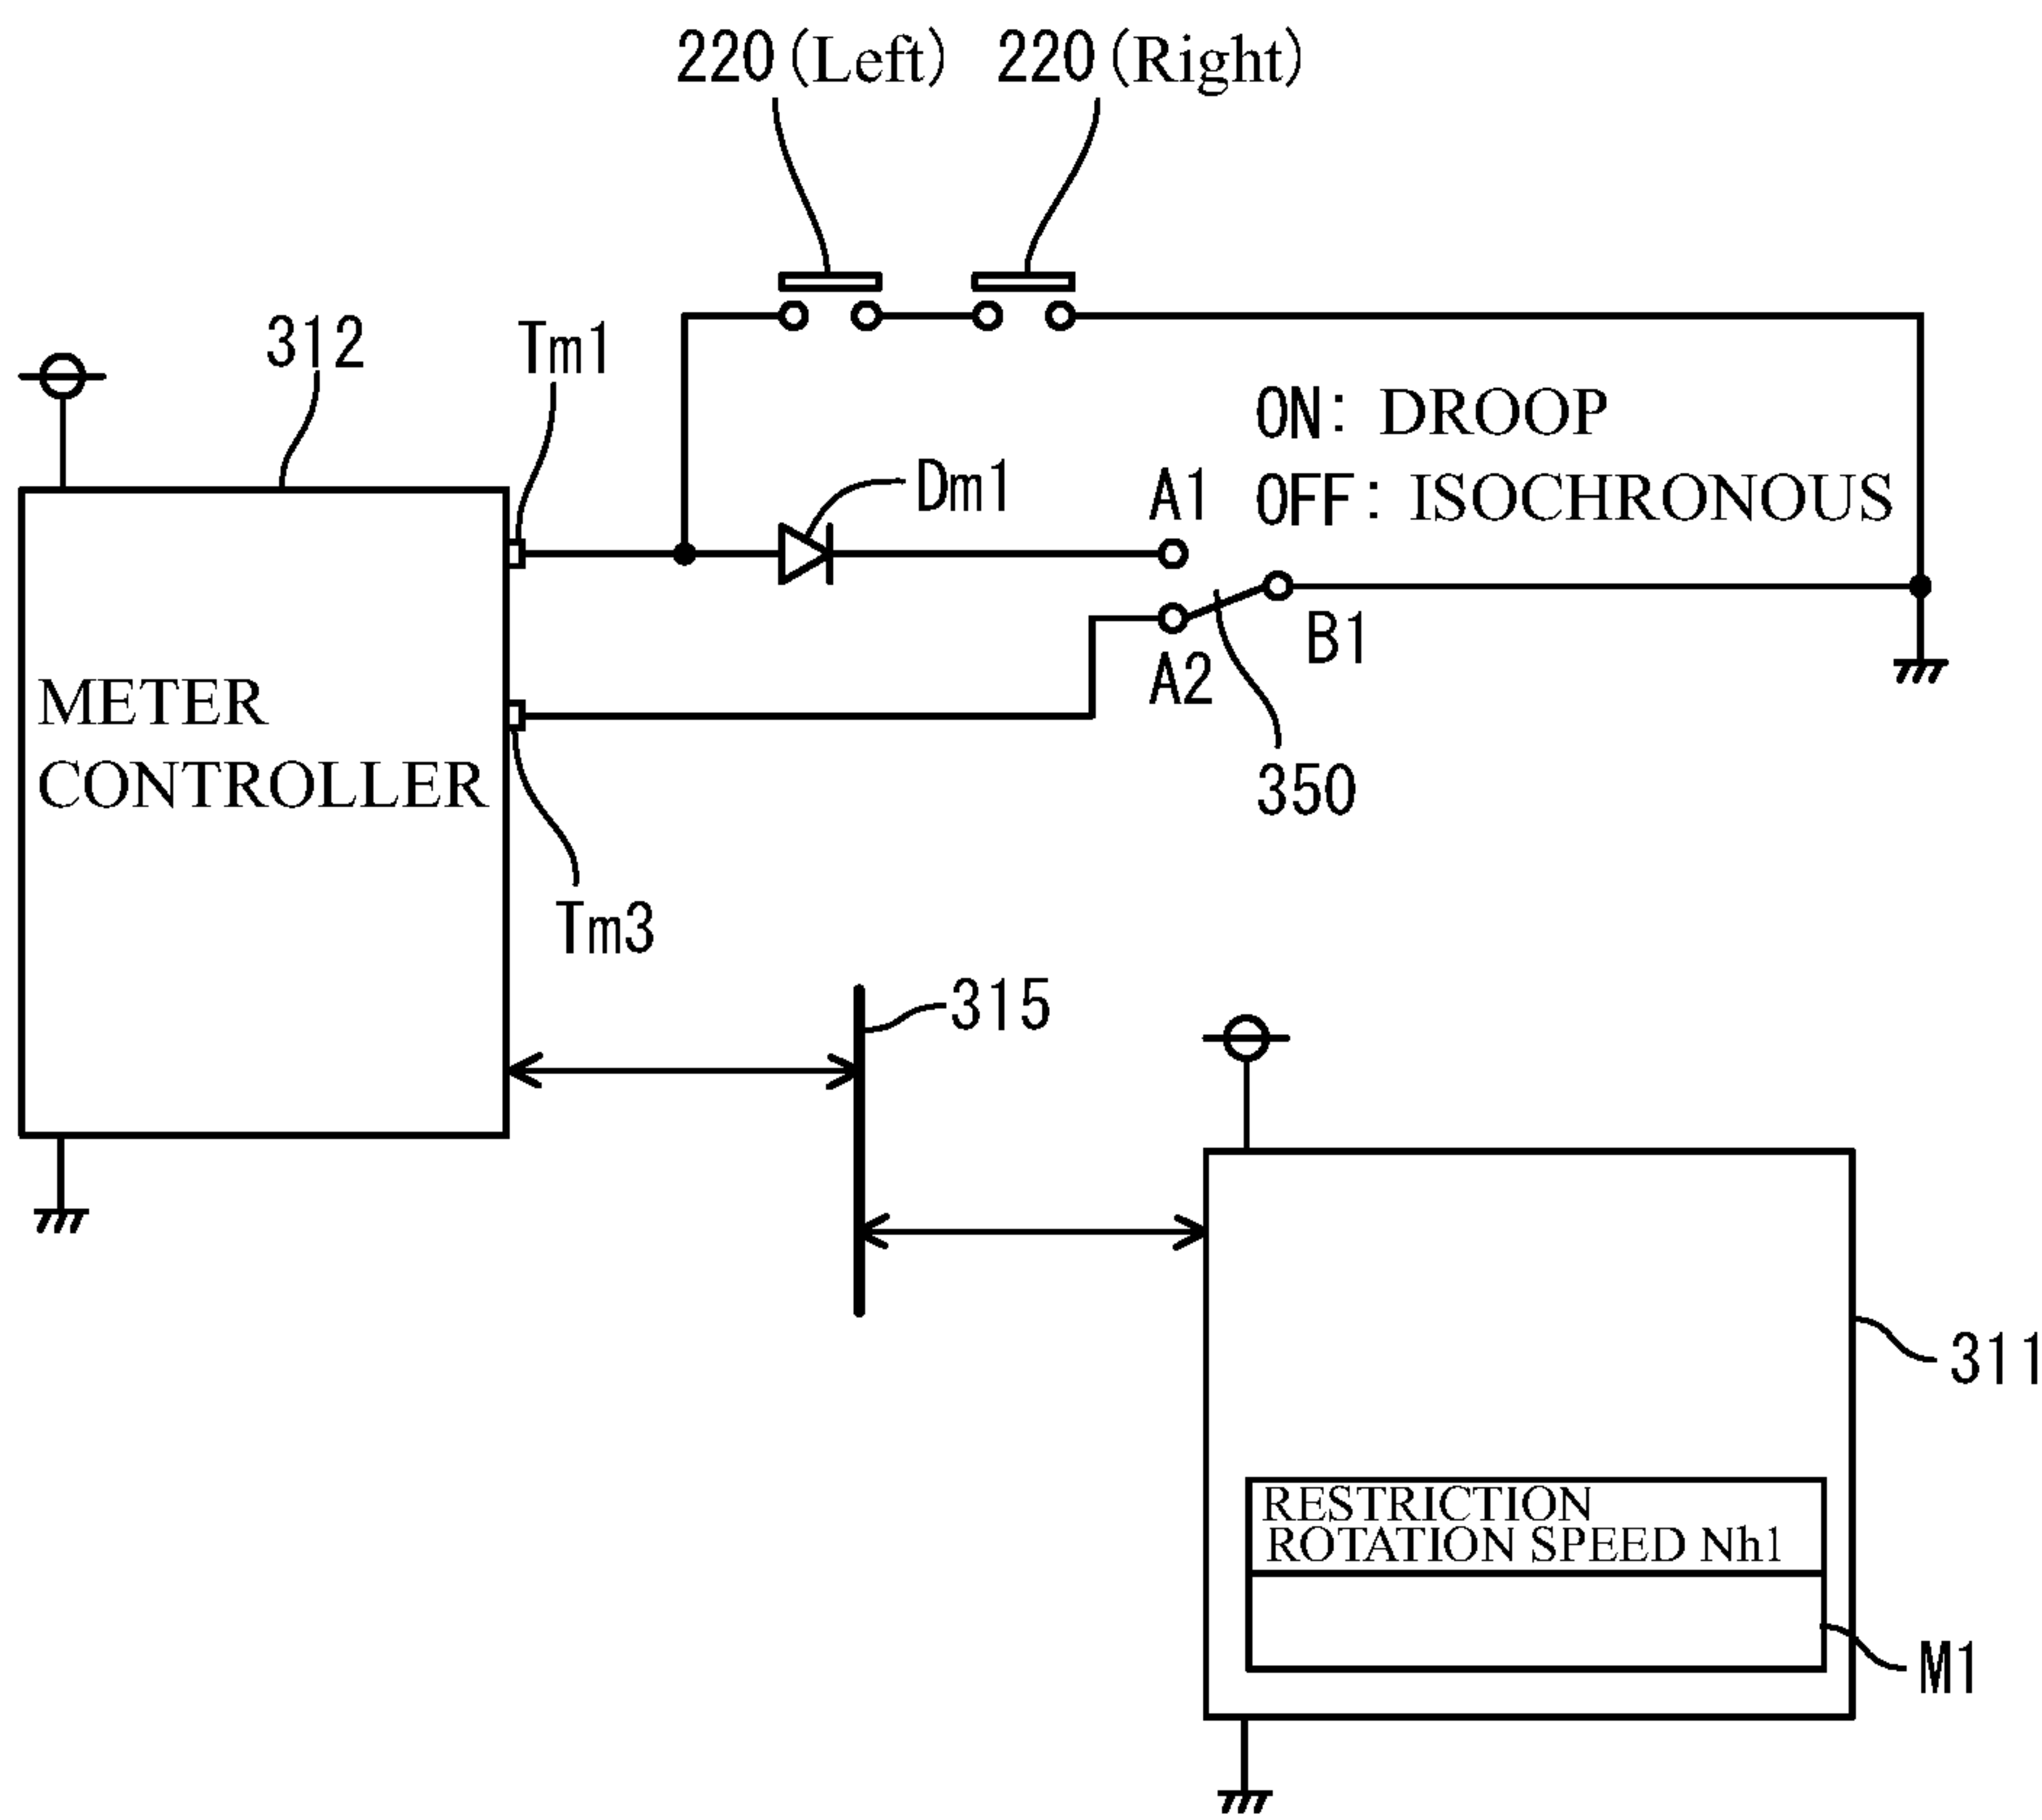 220 (Left) 220 (Right)
312
Tm1
ON: DROOP
OFF: ISOCHRONOUS
Dm1
A1
B1
A2
350
METER
CONTROLLER
Tm3
315
311
RESTRICTION
ROTATION SPEED Nh1
M1